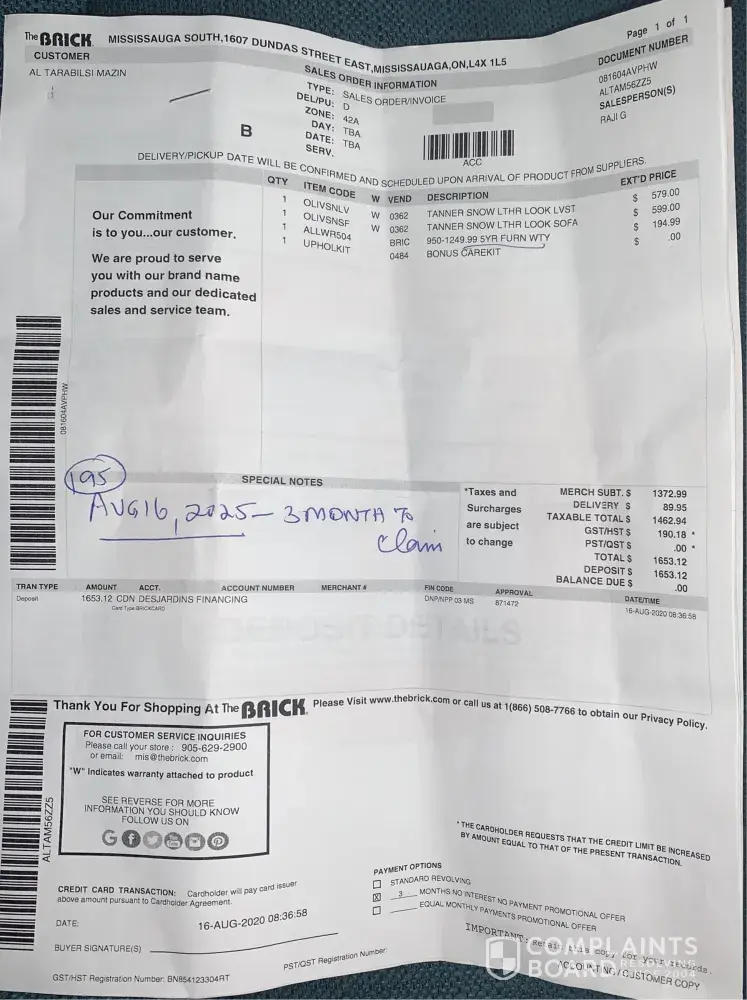 The BRICK MISSISSAUGA SOUTH,1607 DUNDAS STREET EAST,MISSISSAUAGA,ON,L4X 1L5
Page 1 of 1
CUSTOMER
AL TARABILSI MAZIN
SALES ORDER INFORMATION
TYPE: SALES ORDER/INVOICE
DEL/PU: D
ZONE: 42A
DAY: TBA
DATE: TBA
SERV.
B
DOCUMENT NUMBER
081604AVPHW
ALTAM56ZZ5
SALESPERSON(S)
RAJI G
ACC
DELIVERY/PICKUP DATE WILL BE CONFIRMED AND SCHEDULED UPON ARRIVAL OF PRODUCT FROM SUPPLIERS.
QTY ITEM CODE W VEND DESCRIPTION EXT'D PRICE
1 OLIVSNLV W 0362 TANNER SNOW LTHR LOOK LVST $ 579.00
1 OLIVSNSF W 0362 TANNER SNOW LTHR LOOK SOFA $ 599.00
1 ALLWR504 BRIC 950-1249.99 5YR FURN WTY $ 194.99
1 UPHOLKIT 0484 BONUS CAREKIT $ .00
Our Commitment
is to you...our customer.
We are proud to serve
you with our brand name
products and our dedicated
sales and service team.
081604AVPHW
195
SPECIAL NOTES
AUG 16, 2025 - 3 MONTH To
Claim
*Taxes and
Surcharges
are subject
to change
MERCH SUBT. $ 1372.99
DELIVERY $ 89.95
TAXABLE TOTAL $ 1462.94
GST/HST $ 190.18 *
PST/QST $ .00 *
TOTAL $ 1653.12
DEPOSIT $ 1653.12
BALANCE DUE $ .00
TRAN TYPE AMOUNT ACCT. ACCOUNT NUMBER MERCHANT # FIN CODE APPROVAL DATE/TIME
Deposit 1653.12 CDN DESJARDINS FINANCING DNP/NPP 03 MS 871472 16-AUG-2020 08:36:58
Card Type:BRICKCARD
Thank You For Shopping At The BRICK. Please Visit www.thebrick.com or call us at 1(866) 508-7766 to obtain our Privacy Policy.
FOR CUSTOMER SERVICE INQUIRIES
Please call your store : 905-629-2900
or email: mis@thebrick.com
"W" Indicates warranty attached to product
SEE REVERSE FOR MORE
INFORMATION YOU SHOULD KNOW
FOLLOW US ON
ALTAM56ZZ5
* THE CARDHOLDER REQUESTS THAT THE CREDIT LIMIT BE INCREASED
BY AMOUNT EQUAL TO THAT OF THE PRESENT TRANSACTION.
CREDIT CARD TRANSACTION: Cardholder will pay card issuer
above amount pursuant to Cardholder Agreement.
DATE: 16-AUG-2020 08:36:58
BUYER SIGNATURE(S)
GST/HST Registration Number: BN854123304RT
PST/QST Registration Number:
PAYMENT OPTIONS
STANDARD REVOLVING
3 MONTHS NO INTEREST NO PAYMENT PROMOTIONAL OFFER
EQUAL MONTHLY PAYMENTS PROMOTIONAL OFFER
IMPORTANT: Retain this copy for your records.
ACCOUNTING/CUSTOMER COPY
COMPLAINTS
BOARD
SINCE 2004